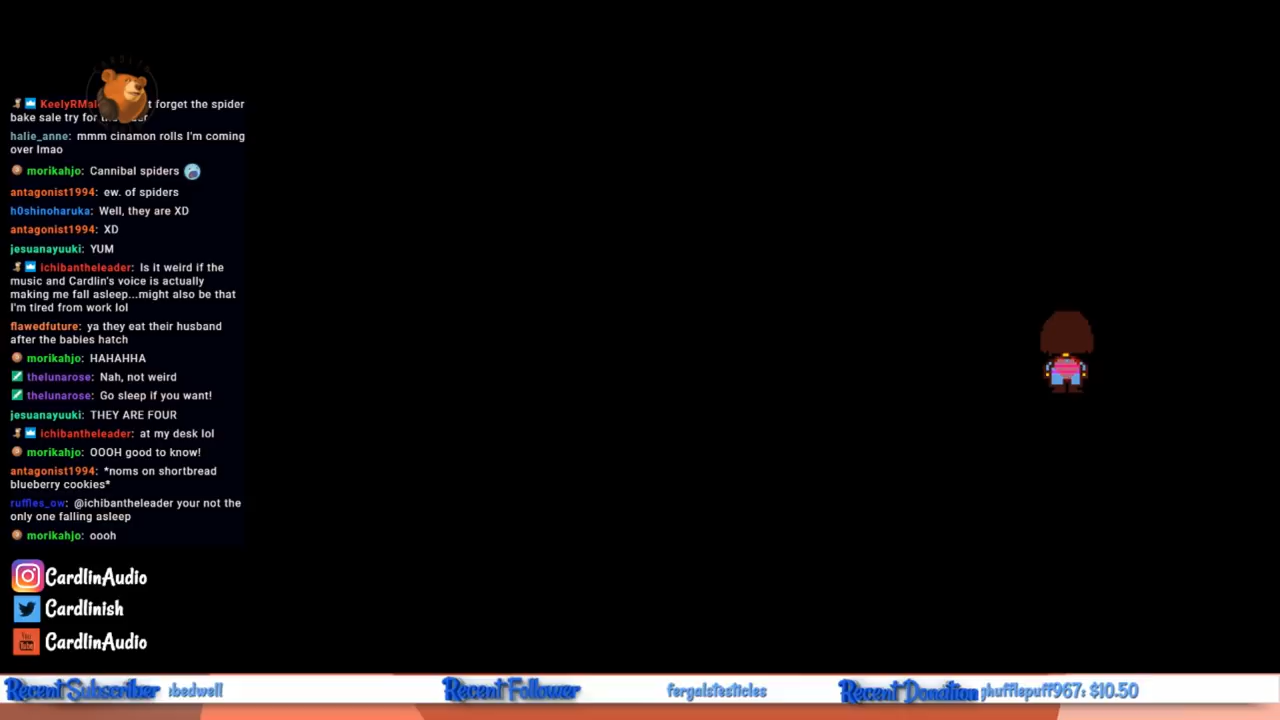 KeelyRMal t forget the spider
bake sale try for
halie_anne: mmm cinamon rolls I'm coming
over lmao
morikahjo: Cannibal spiders
antagonist1994: ew. of spiders
h0shinoharuka: Well, they are XD
antagonist1994: XD
jesuanayuuki: YUM
ichibantheleader: Is it weird if the
music and Cardlin's voice is actually
making me fall asleep...might also be that
I'm tired from work lol
flawedfuture: ya they eat their husband
after the babies hatch
morikahjo: HAHAHHA
thelunarose: Nah, not weird
thelunarose: Go sleep if you want!
jesuanayuuki: THEY ARE FOUR
ichibantheleader: at my desk lol
morikahjo: OOOH good to know!
antagonist1994: *noms on shortbread
blueberry cookies*
ruffles_ow: @ichibantheleader your not the
only one falling asleep
morikahjo: oooh
CardlinAudio
Cardlinish
You Tube CardlinAudio
Recent Subscriber :bedwell Recent Follower fergalstesticles Recent Donation phufflepuff967: $10.50